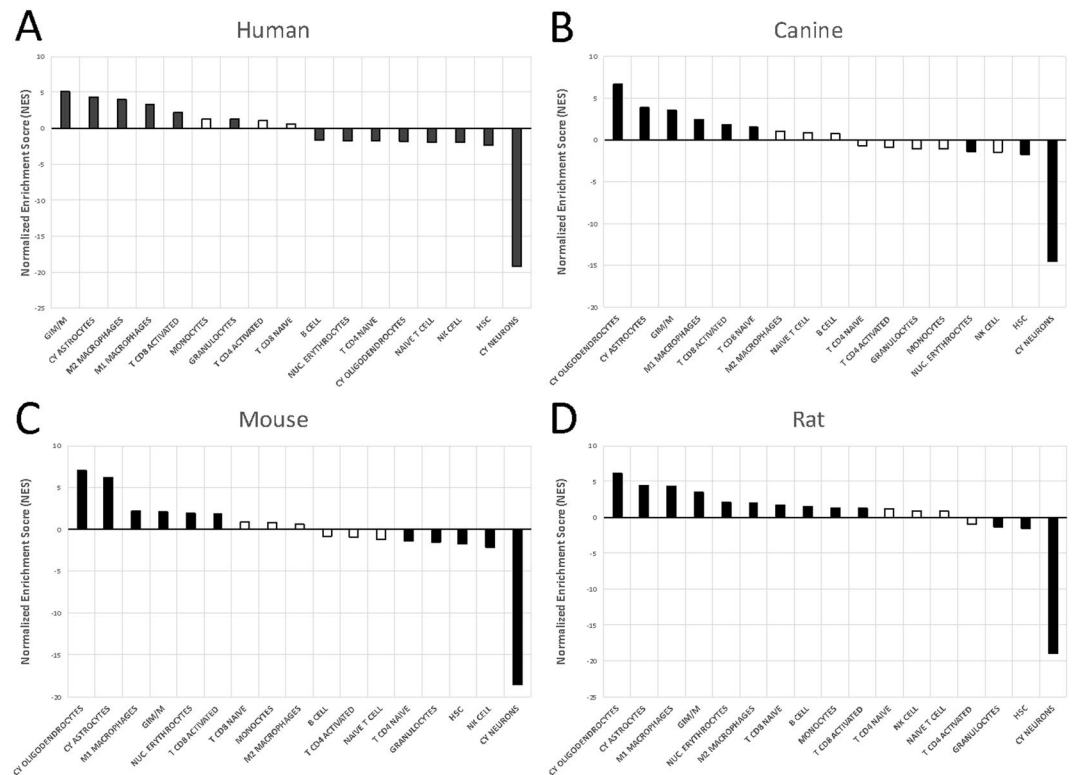 A
Human
Normalized Enrichment Socre (NES)
10
5
0
-5
-10
-15
-20
-25
GIM/M
CY ASTROCYTES
M2 MACROPHAGES
M1 MACROPHAGES
T CD8 ACTIVATED
MONOCYTES
GRANULOCYTES
T CD4 ACTIVATED
T CD8 NAIVE
B CELL
NUC. ERYTHROCYTES
T CD4 NAIVE
CY OLIGODENDROCYTES
NAIVE T CELL
NK CELL
HSC
CY NEURONS
B
Canine
Normalized Enrichment Socre (NES)
10
5
0
-5
-10
-15
-20
CY OLIGODENDROCYTES
CY ASTROCYTES
GIM/M
M1 MACROPHAGES
T CD8 ACTIVATED
T CD8 NAIVE
M2 MACROPHAGES
NAIVE T CELL
B CELL
T CD4 NAIVE
T CD4 ACTIVATED
GRANULOCYTES
MONOCYTES
NUC. ERYTHROCYTES
NK CELL
HSC
CY NEURONS
C
Mouse
Normalized Enrichment Socre (NES)
10
5
0
-5
-10
-15
-20
CY OLIGODENDROCYTES
CY ASTROCYTES
M1 MACROPHAGES
GIM/M
NUC. ERYTHROCYTES
T CD8 ACTIVATED
T CD8 NAIVE
MONOCYTES
M2 MACROPHAGES
B CELL
T CD4 ACTIVATED
NAIVE T CELL
T CD4 NAIVE
GRANULOCYTES
HSC
NK CELL
CY NEURONS
D
Rat
Normalized Enrichment Socre (NES)
10
5
0
-5
-10
-15
-20
-25
CY OLIGODENDROCYTES
CY ASTROCYTES
M1 MACROPHAGES
GIM/M
NUC. ERYTHROCYTES
M2 MACROPHAGES
T CD8 NAIVE
B CELL
MONOCYTES
T CD8 ACTIVATED
T CD4 NAIVE
NK CELL
NAIVE T CELL
T CD4 ACTIVATED
GRANULOCYTES
HSC
CY NEURONS